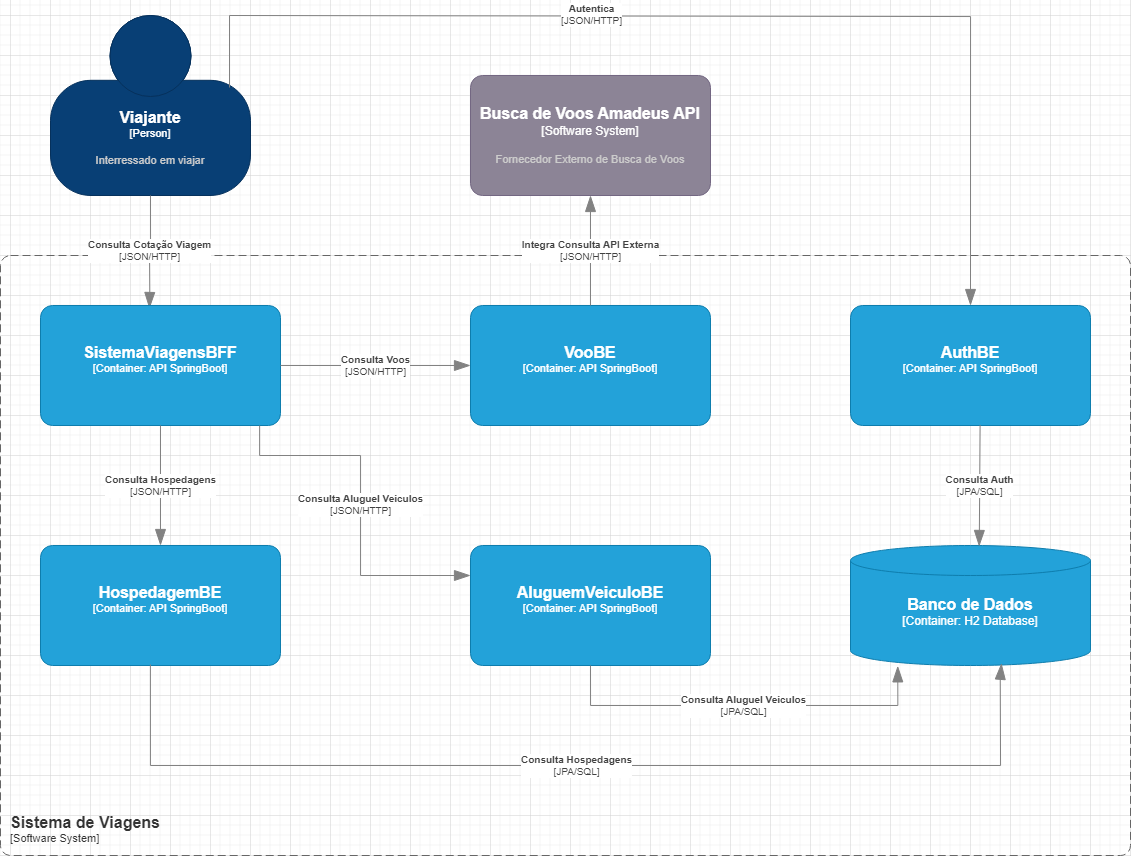 Autentica
[JSON/HTTP]
Viajante
[Person]
Interressado em viajar
Busca de Voos Amadeus API
[Software System]
Fornecedor Externo de Busca de Voos
Consulta Cotação Viagem
[JSON/HTTP]
Integra Consulta API Externa
[JSON/HTTP]
SistemaViagensBFF
[Container: API SpringBoot]
Consulta Voos
[JSON/HTTP]
VooBE
[Container: API SpringBoot]
AuthBE
[Container: API SpringBoot]
Consulta Hospedagens
[JSON/HTTP]
Consulta Aluguel Veiculos
[JSON/HTTP]
Consulta Auth
[JPA/SQL]
HospedagemBE
[Container: API SpringBoot]
AluguemVeiculoBE
[Container: API SpringBoot]
Banco de Dados
[Container: H2 Database]
Consulta Aluguel Veiculos
[JPA/SQL]
Consulta Hospedagens
[JPA/SQL]
Sistema de Viagens
[Software System]